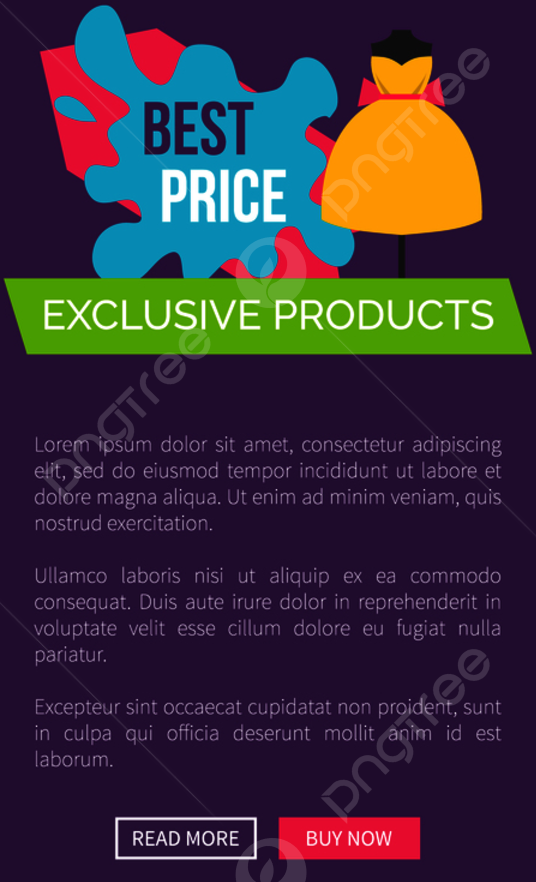 BEST
PRICE
EXCLUSIVE PRODUCTS
Lorem ipsum dolor sit amet, consectetur adipiscing
elit, sed do eiusmod tempor incididunt ut labore et
dolore magna aliqua. Ut enim ad minim veniam, quis
nostrud exercitation.
Ullamco laboris nisi ut aliquip ex ea commodo
consequat. Duis aute irure dolor in reprehenderit in
voluptate velit esse cillum dolore eu fugiat nulla
pariatur.
Excepteur sint occaecat cupidatat non proident, sunt
in culpa qui officia deserunt mollit anim id est
laborum.
READ MORE
BUY NOW
pngtree
pngtree
pngtree
pngtree